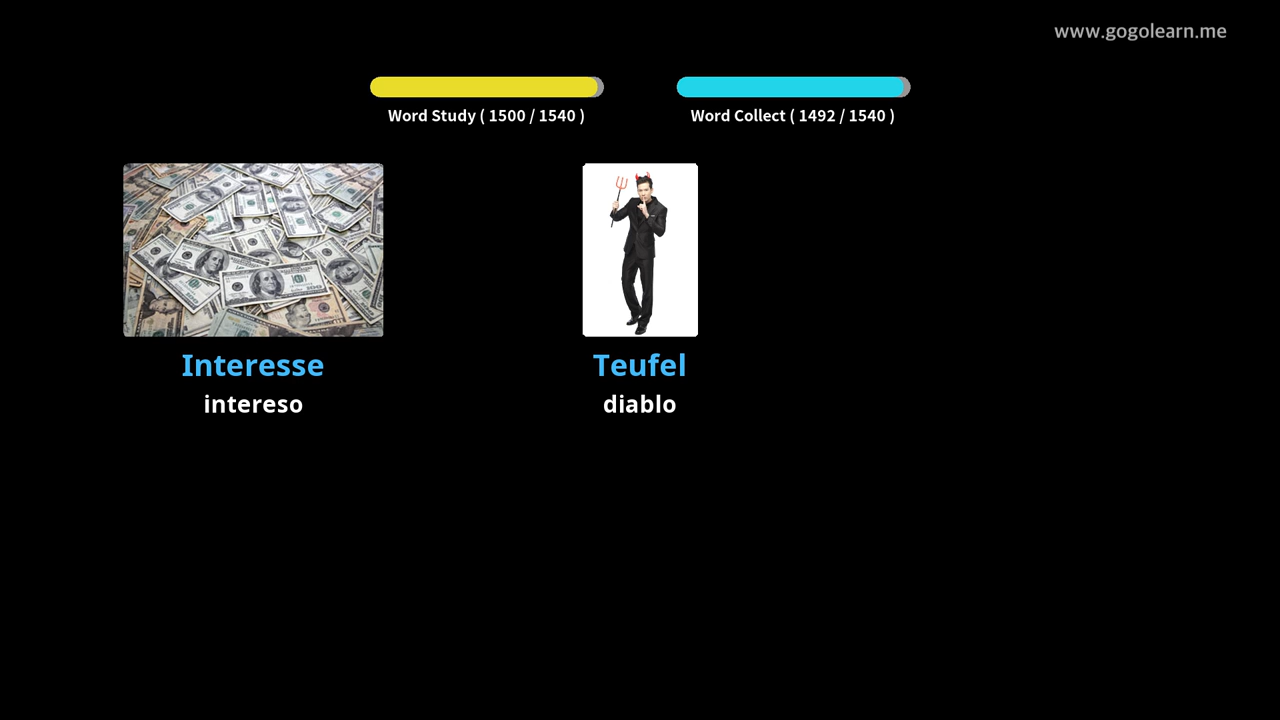 www.gogolearn.me
Word Study ( 1500 / 1540 )
Word Collect ( 1492 / 1540 )
Interesse
intereso
Teufel
diablo